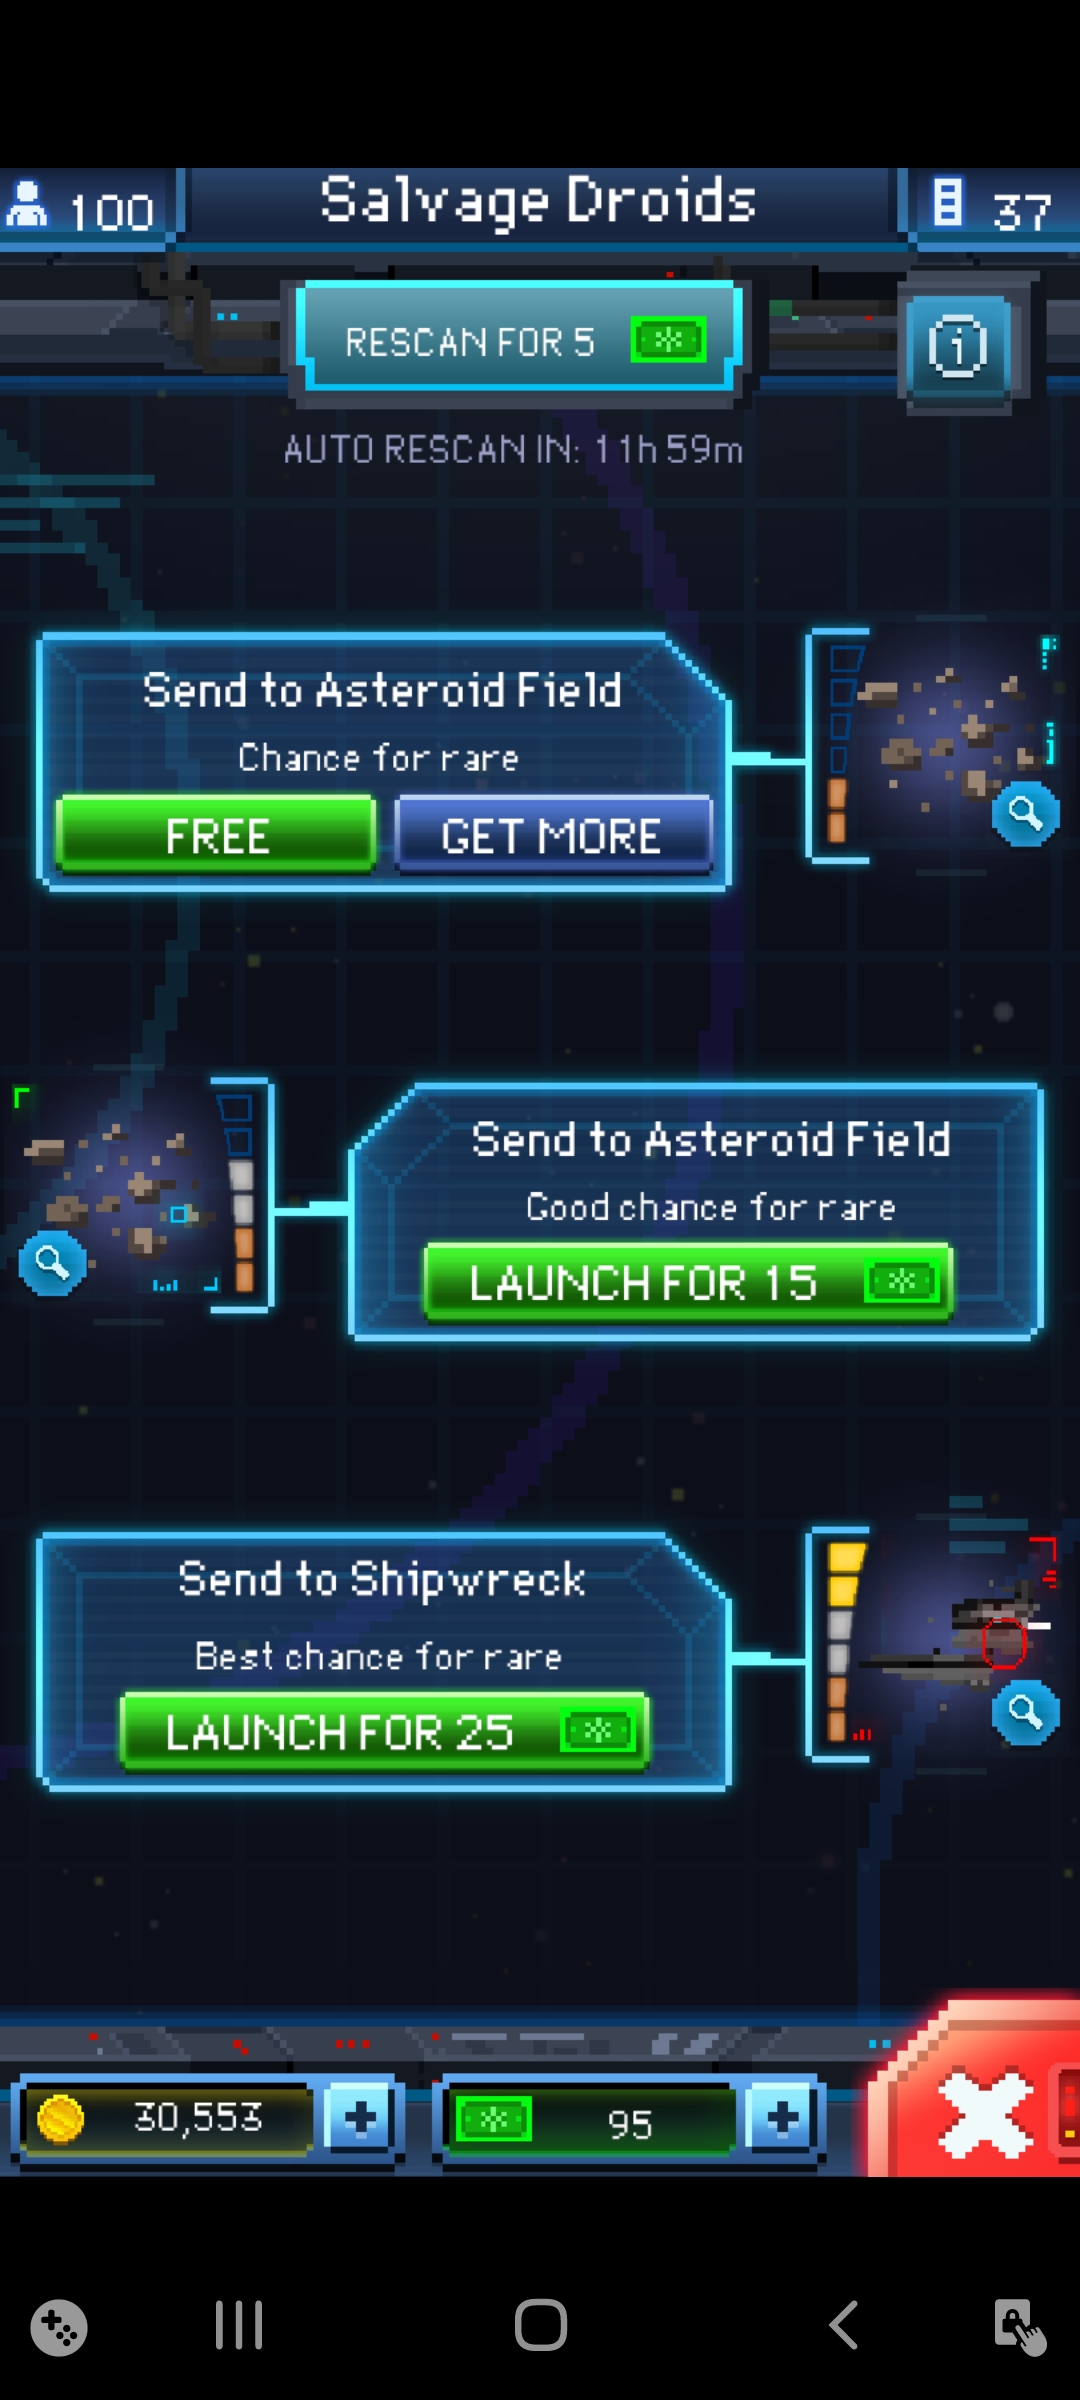 100
Salvage Droids
37
RESCAN FOR 5
AUTO RESCAN IN: 11h 59m
Send to Asteroid Field
Chance for rare
FREE
GET MORE
Send to Asteroid Field
Good chance for rare
LAUNCH FOR 15
Send to Shipwreck
Best chance for rare
LAUNCH FOR 25
30,553
95